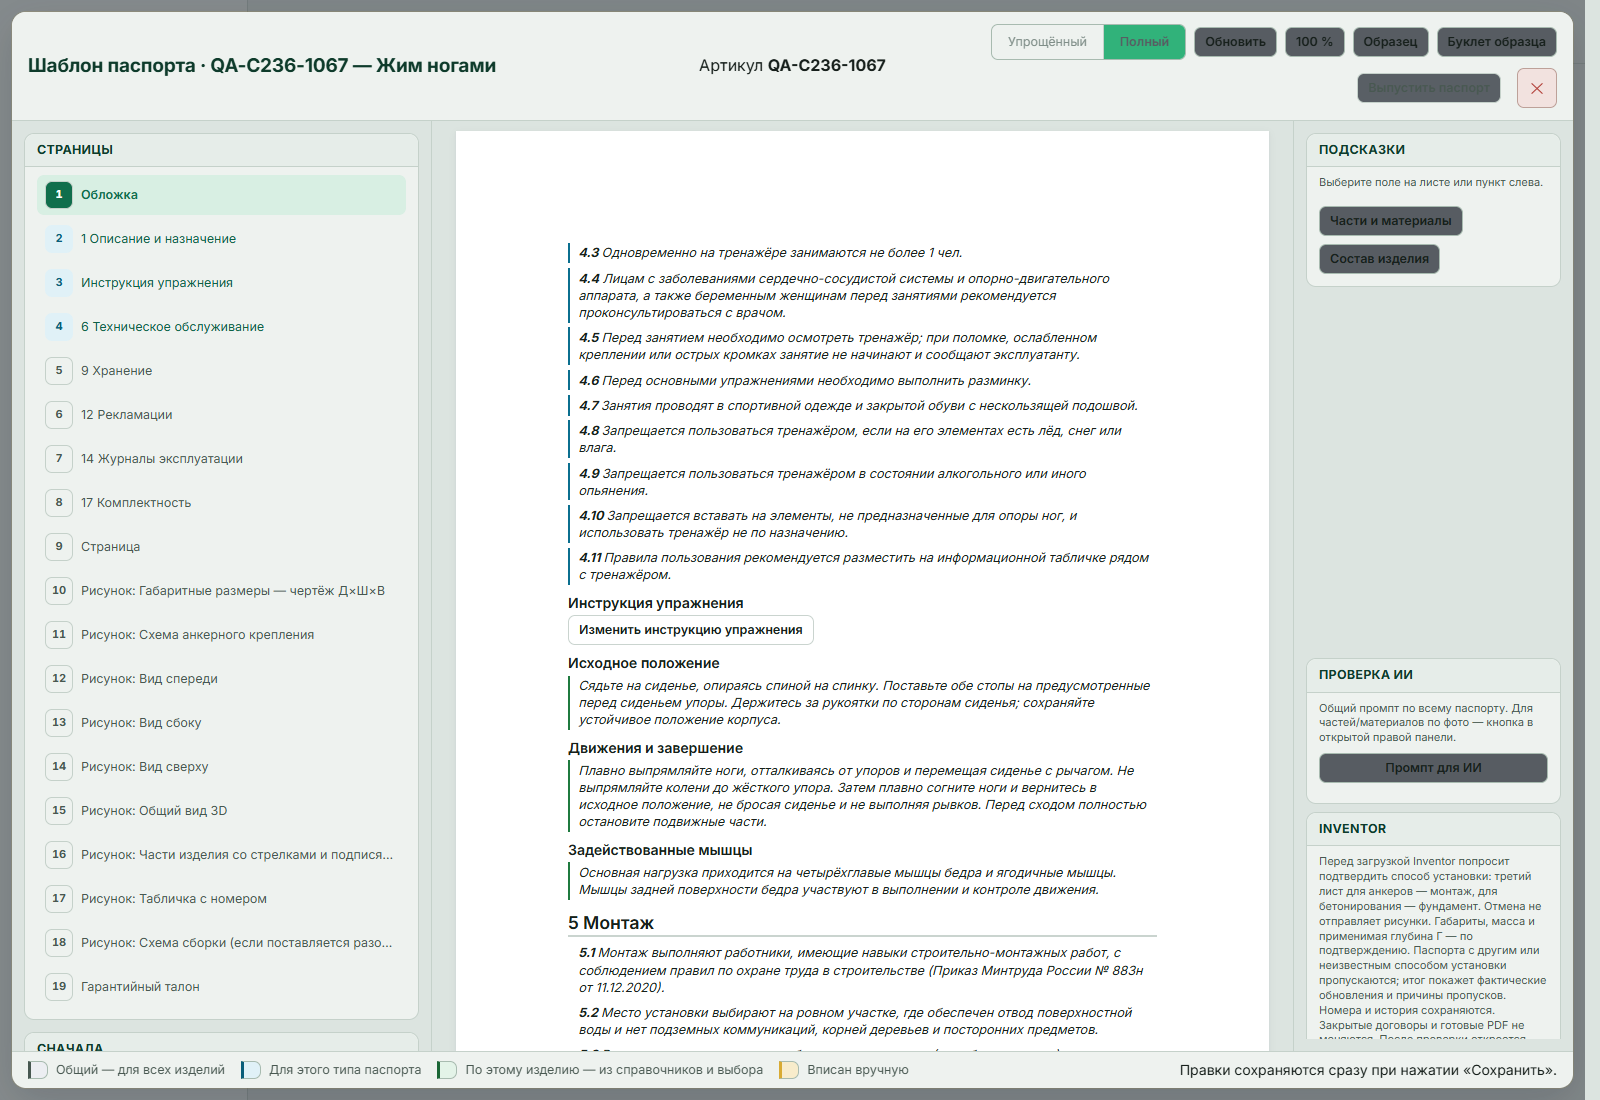 Шаблон паспорта · QA-C236-1067 — Жим ногами
Артикул QA-C236-1067
Упрощённый
Полный
Обновить
100 %
Образец
Буклет образца
Выпустить паспорт
СТРАНИЦЫ
1 Обложка
2 1 Описание и назначение
3 Инструкция упражнения
4 6 Техническое обслуживание
5 9 Хранение
6 12 Рекламации
7 14 Журналы эксплуатации
8 17 Комплектность
9 Страница
10 Рисунок: Габаритные размеры — чертёж Д×Ш×В
11 Рисунок: Схема анкерного крепления
12 Рисунок: Вид спереди
13 Рисунок: Вид сбоку
14 Рисунок: Вид сверху
15 Рисунок: Общий вид 3D
16 Рисунок: Части изделия со стрелками и подпися...
17 Рисунок: Табличка с номером
18 Рисунок: Схема сборки (если поставляется разо...
19 Гарантийный талон
СНАЧАЛА
4.3 Одновременно на тренажёре занимаются не более 1 чел.
4.4 Лицам с заболеваниями сердечно-сосудистой системы и опорно-двигательного
аппарата, а также беременным женщинам перед занятиями рекомендуется
проконсультироваться с врачом.
4.5 Перед занятием необходимо осмотреть тренажёр; при поломке, ослабленном
креплении или острых кромках занятие не начинают и сообщают эксплуатанту.
4.6 Перед основными упражнениями необходимо выполнить разминку.
4.7 Занятия проводят в спортивной одежде и закрытой обуви с нескользящей подошвой.
4.8 Запрещается пользоваться тренажёром, если на его элементах есть лёд, снег или
влага.
4.9 Запрещается пользоваться тренажёром в состоянии алкогольного или иного
опьянения.
4.10 Запрещается вставать на элементы, не предназначенные для опоры ног, и
использовать тренажёр не по назначению.
4.11 Правила пользования рекомендуется разместить на информационной табличке рядом
с тренажёром.
Инструкция упражнения
Изменить инструкцию упражнения
Исходное положение
Сядьте на сиденье, опираясь спиной на спинку. Поставьте обе стопы на предусмотренные
перед сиденьем упоры. Держитесь за рукоятки по сторонам сиденья; сохраняйте
устойчивое положение корпуса.
Движения и завершение
Плавно выпрямляйте ноги, отталкиваясь от упоров и перемещая сиденье с рычагом. Не
выпрямляйте колени до жёсткого упора. Затем плавно согните ноги и вернитесь в
исходное положение, не бросая сиденье и не выполняя рывков. Перед сходом полностью
остановите подвижные части.
Задействованные мышцы
Основная нагрузка приходится на четырёхглавые мышцы бедра и ягодичные мышцы.
Мышцы задней поверхности бедра участвуют в выполнении и контроле движения.
5 Монтаж
5.1 Монтаж выполняют работники, имеющие навыки строительно-монтажных работ, с
соблюдением правил по охране труда в строительстве (Приказ Минтруда России № 883н
от 11.12.2020).
5.2 Место установки выбирают на ровном участке, где обеспечен отвод поверхностной
воды и нет подземных коммуникаций, корней деревьев и посторонних предметов.
ПОДСКАЗКИ
Выберите поле на листе или пункт слева.
Части и материалы
Состав изделия
ПРОВЕРКА ИИ
Общий промпт по всему паспорту. Для
частей/материалов по фото — кнопка в
открытой правой панели.
Промпт для ИИ
INVENTOR
Перед загрузкой Inventor попросит
подтвердить способ установки: третий
лист для анкеров — монтаж, для
бетонирования — фундамент. Отмена не
отправляет рисунки. Габариты, масса и
применимая глубина Г — по
подтверждению. Паспорта с другим или
неизвестным способом установки
пропускаются; итог покажет фактические
обновления и причины пропусков.
Номера и история сохраняются.
Закрытые договоры и готовые PDF не
меняются. После проверки откроется
Общий — для всех изделий
Для этого типа паспорта
По этому изделию — из справочников и выбора
Вписан вручную
Правки сохраняются сразу при нажатии «Сохранить».